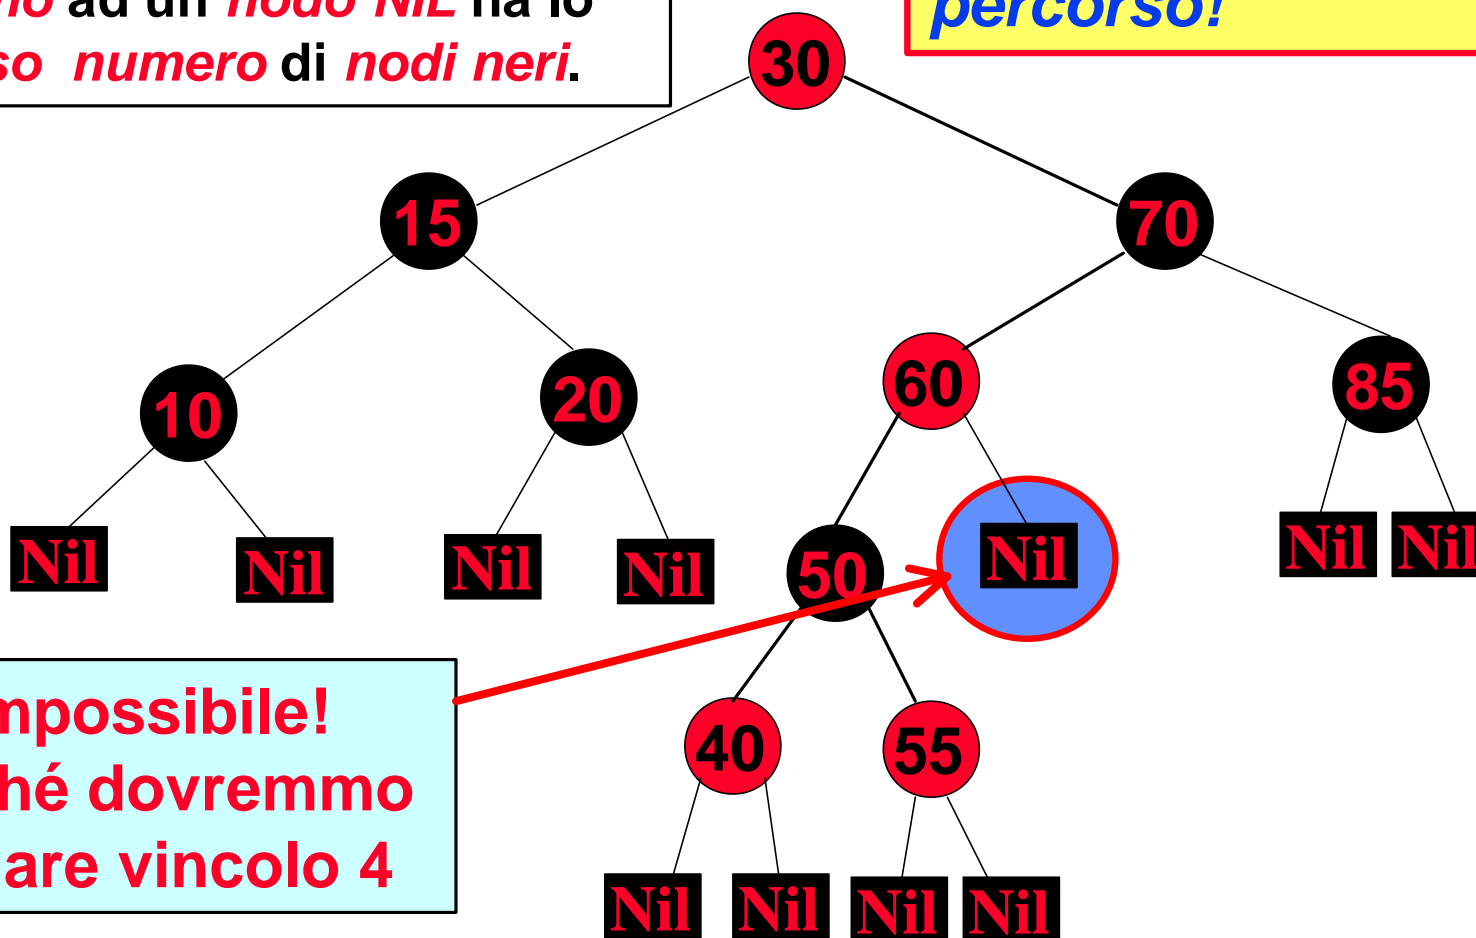 ad un nodo NIL ha lo
numero di nodi neri.
percorso!
30
15
70
10
20
60
85
Nil
Nil
Nil
Nil
50
Nil
Nil
Nil
mpossibile!
hé dovremmo
are vincolo 4
40
55
Nil
Nil
Nil
Nil